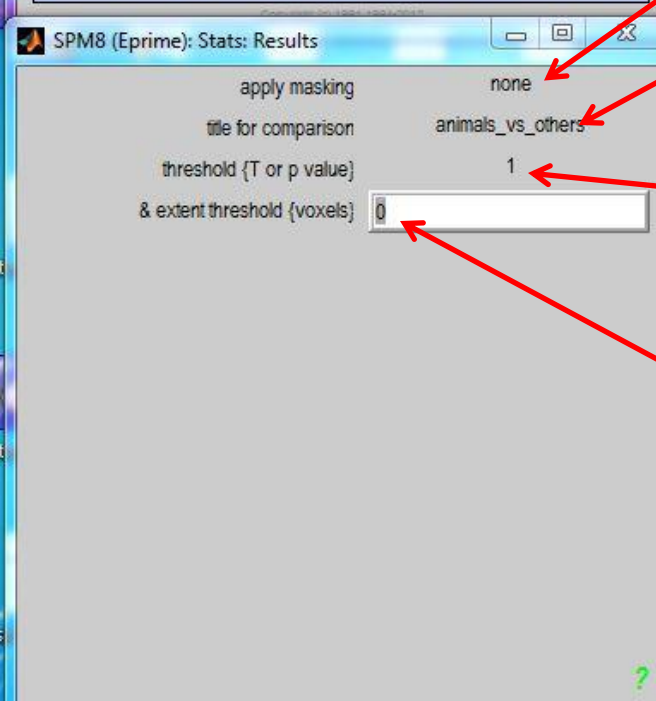 SPM8 (Eprime): Stats: Results
apply masking none
title for comparison animals_vs_others
threshold {T or p value} 1
& extent threshold {voxels} 0
?